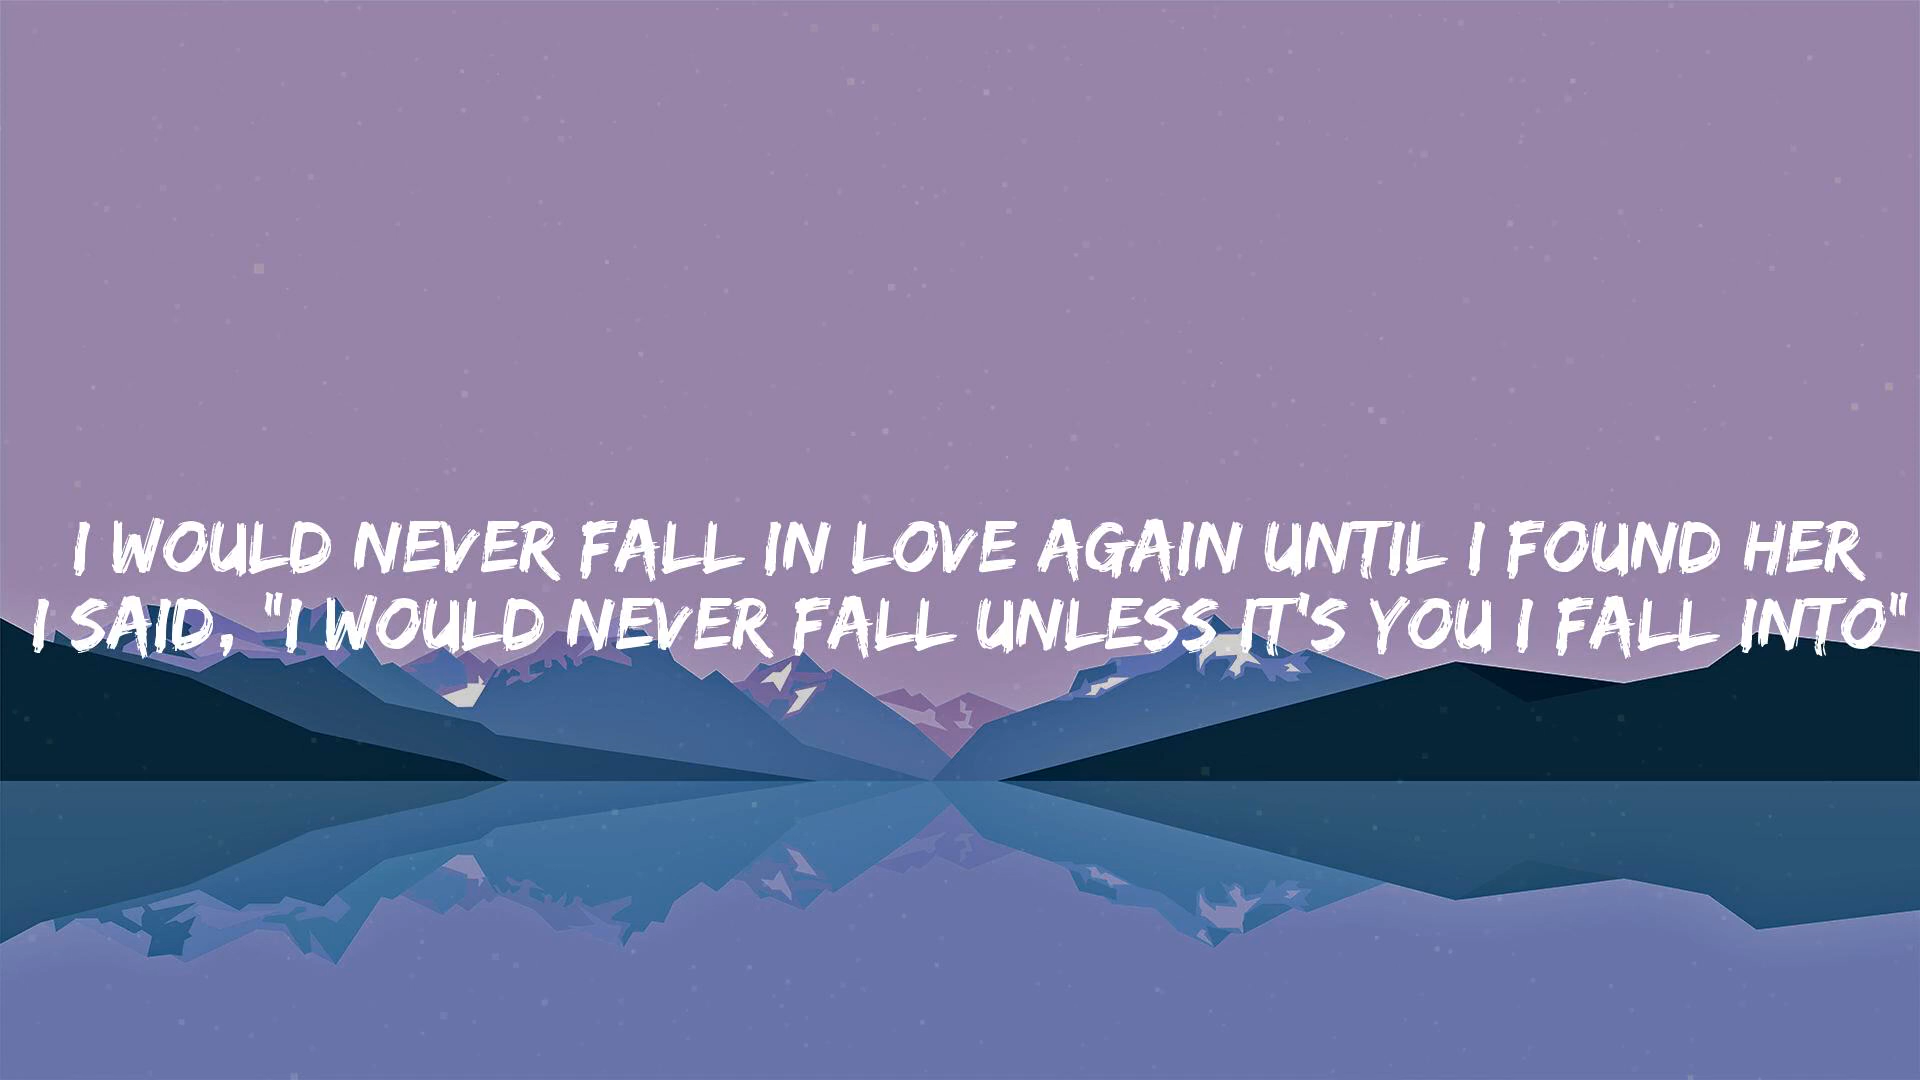 I WOULD NEVER FALL IN LOVE AGAIN UNTIL I FOUND HER
I SAID, "I WOULD NEVER FALL UNLESS IT'S YOU I FALL INTO"